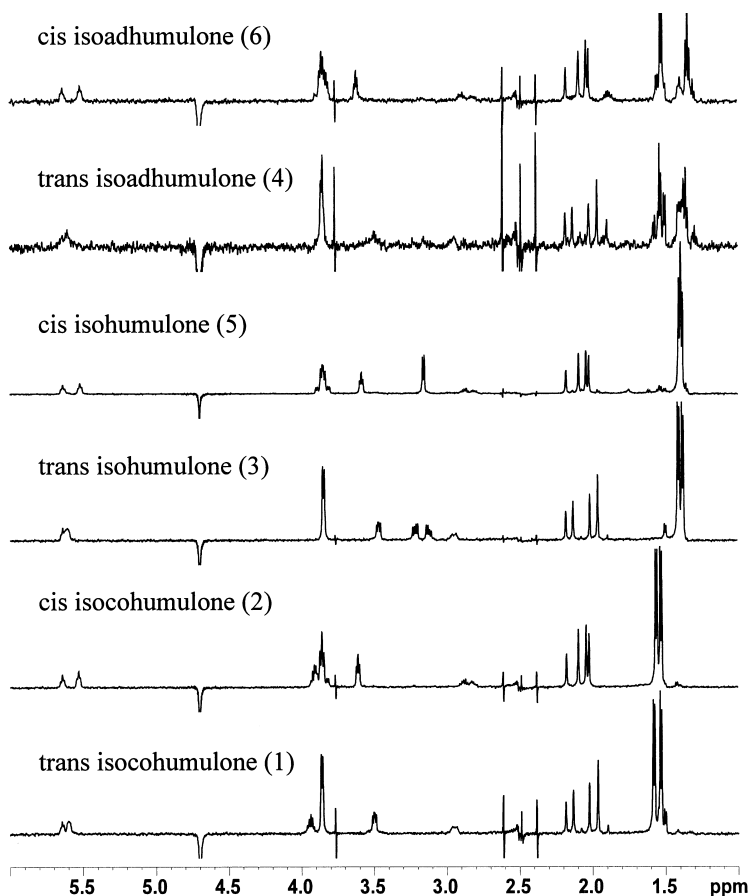 cis isoadhumulone (6)
trans isoadhumulone (4)
cis isohumulone (5)
trans isohumulone (3)
cis isocohumulone (2)
trans isocohumulone (1)
5.5 5.0 4.5 4.0 3.5 3.0 2.5 2.0 1.5 ppm